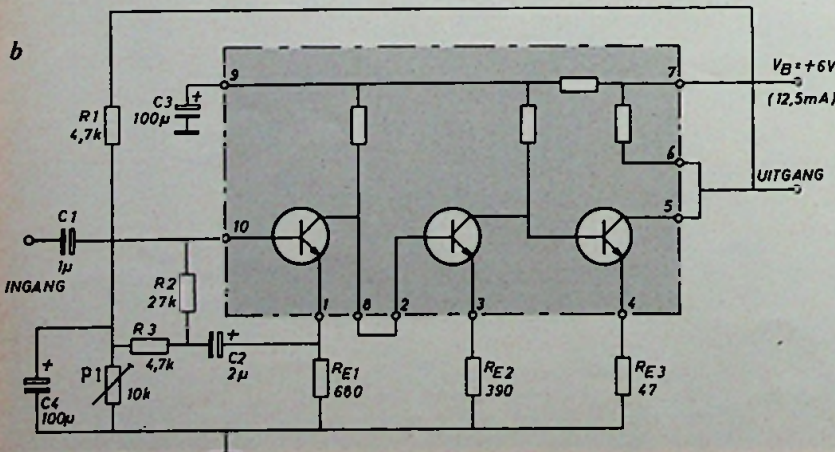 b
9
7
V_B = +6V
(12,5mA)
C3
100µ
+
R1
4,7k
6
UITGANG
5
C1
1µ
INGANG
10
R2
27k
1
8
2
3
4
R3
4,7k
+
C2
2µ
+
C4
100µ
P1
10k
RE1
680
RE2
390
RE3
47